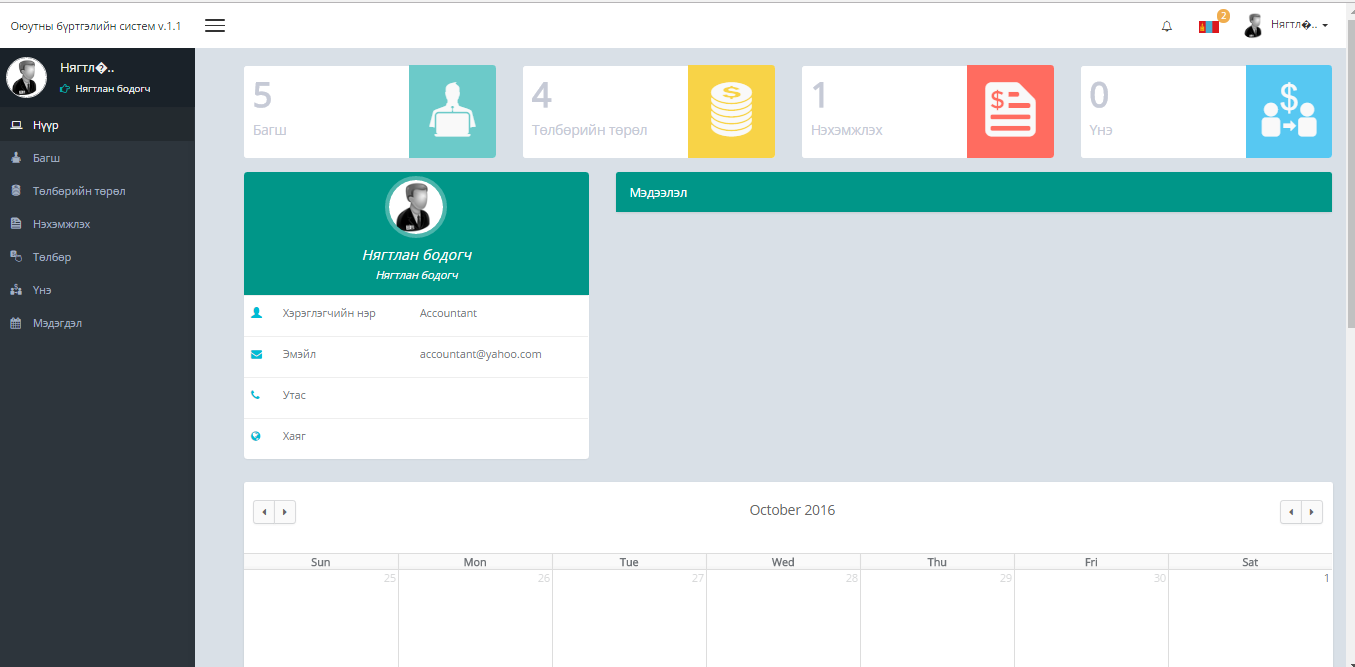 Оюутны бүртгэлийн систем v.1.1
2
Нягтл�..
Нягтл�..
Нягтлан бодогч
Нүүр
Багш
Төлбөрийн төрөл
Нэхэмжлэх
Төлбөр
Үнэ
Мэдэгдэл
5
Багш
4
Төлбөрийн төрөл
1
Нэхэмжлэх
0
Үнэ
Нягтлан бодогч
Нягтлан бодогч
Хэрэглэгчийн нэр Accountant
Эмэйл accountant@yahoo.com
Утас
Хаяг
Мэдээлэл
October 2016
Sun Mon Tue Wed Thu Fri Sat
25 26 27 28 29 30 1